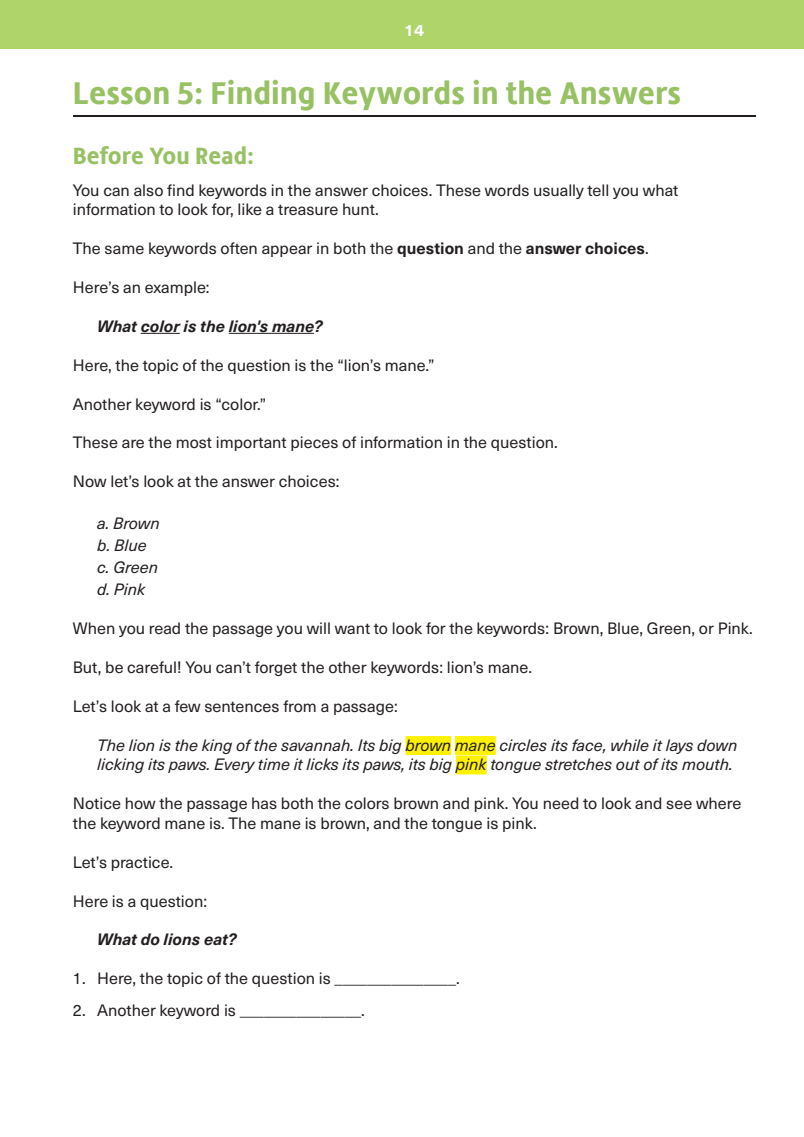 14
Lesson 5: Finding Keywords in the Answers
Before You Read:
You can also find keywords in the answer choices. These words usually tell you what
information to look for, like a treasure hunt.
The same keywords often appear in both the question and the answer choices.
Here’s an example:
What color is the lion's mane?
Here, the topic of the question is the “lion’s mane.”
Another keyword is “color.”
These are the most important pieces of information in the question.
Now let’s look at the answer choices:
a. Brown
b. Blue
c. Green
d. Pink
When you read the passage you will want to look for the keywords: Brown, Blue, Green, or Pink.
But, be careful! You can’t forget the other keywords: lion’s mane.
Let’s look at a few sentences from a passage:
The lion is the king of the savannah. Its big brown mane circles its face, while it lays down
licking its paws. Every time it licks its paws, its big pink tongue stretches out of its mouth.
Notice how the passage has both the colors brown and pink. You need to look and see where
the keyword mane is. The mane is brown, and the tongue is pink.
Let’s practice.
Here is a question:
What do lions eat?
1. Here, the topic of the question is _______________.
2. Another keyword is _______________.